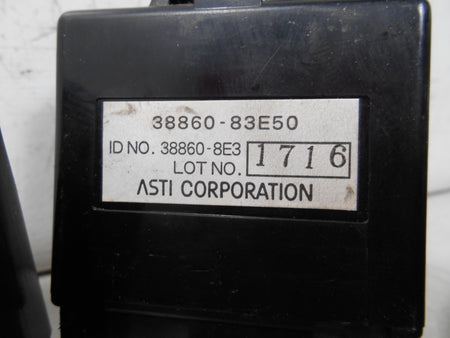 38860-83E50
ID NO. 38860-8E3
LOT NO. 1716
ASTI CORPORATION